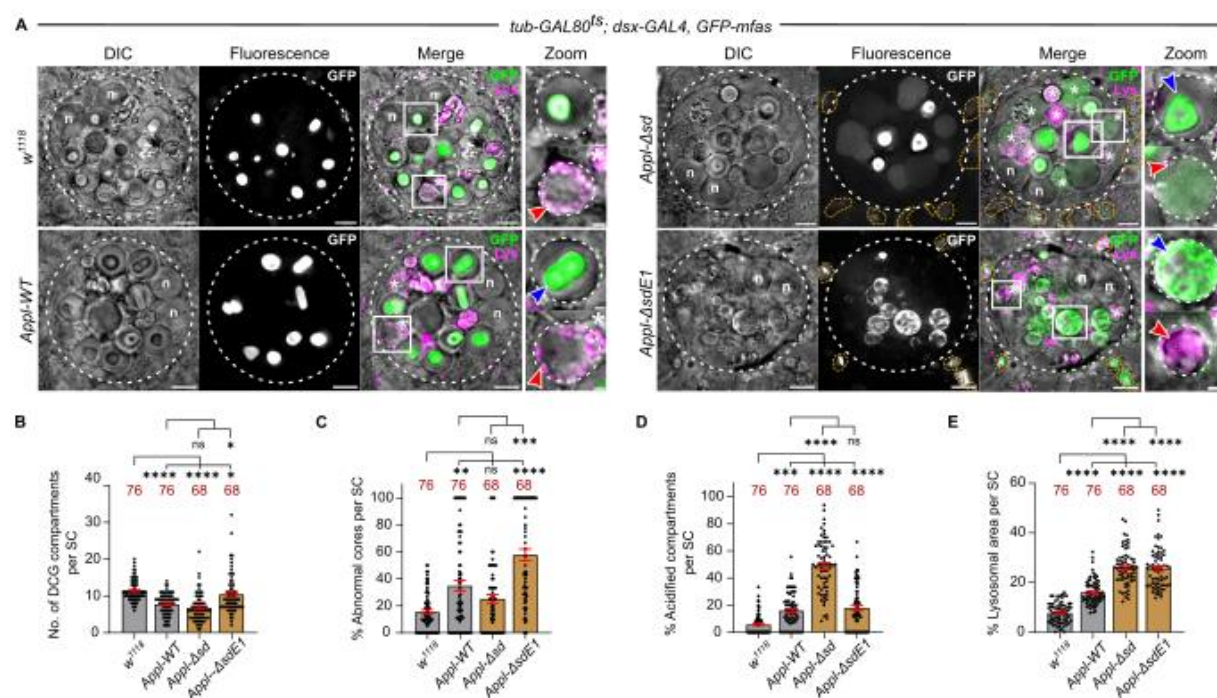 A
tub-GAL80ts; dsx-GAL4, GFP-mfas
DIC Fluorescence Merge Zoom DIC Fluorescence Merge Zoom
w1118
n
n
GFP
GFP
Lys
*
Appl-Δsd
n
n
GFP
GFP
Lys
*
Appl-WT
n
n
GFP
GFP
Lys
n
*
Appl-ΔsdE1
n
n
GFP
GFP
Lys
n
B
No. of DCG compartments per SC
40
30
20
10
0
ns *
**** **** *
76 76 68 68
w1118 Appl-WT Appl-Δsd Appl-ΔsdE1
C
% Abnormal cores per SC
100
80
60
40
20
0
ns ***
** ns ****
76 76 68 68
w1118 Appl-WT Appl-Δsd Appl-ΔsdE1
D
% Acidified compartments per SC
100
80
60
40
20
0
**** ns
*** **** ****
76 76 68 68
w1118 Appl-WT Appl-Δsd Appl-ΔsdE1
E
% Lysosomal area per SC
60
40
20
0
**** ****
**** **** ****
76 76 68 68
w1118 Appl-WT Appl-Δsd Appl-ΔsdE1